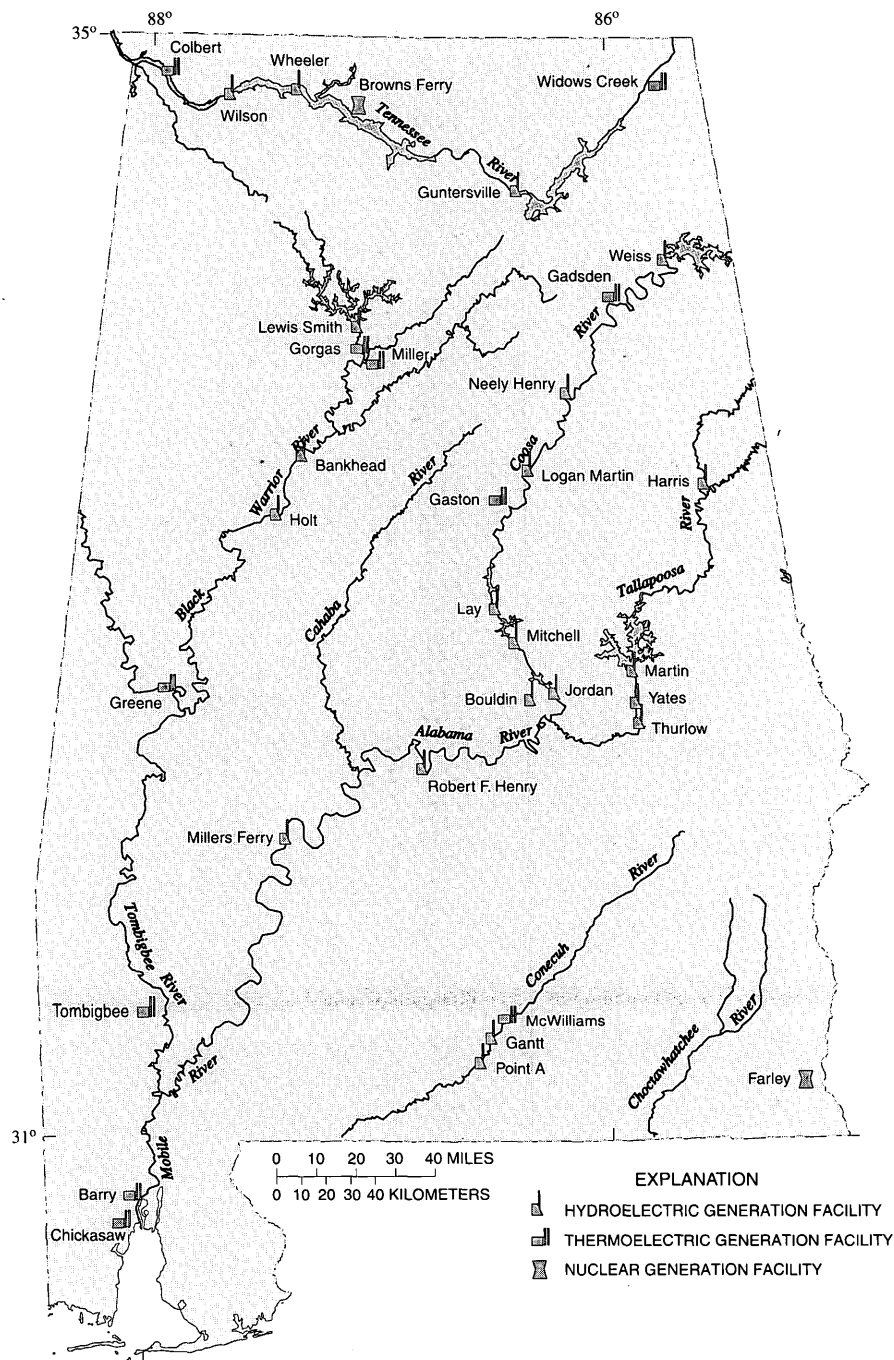 35°
88°
86°
Colbert
Wheeler
Browns Ferry
Widows Creek
Wilson
Tennessee
River
Guntersville
Weiss
Gadsden
River
Lewis Smith
Gorgas
Miller
Neely Henry
River
Bankhead
River
Coosa
Logan Martin
Harris
Warrior
Gaston
River
Holt
Black
Tallapoosa
Cahaba
Lay
Mitchell
Martin
Greene
Bouldin
Jordan
Yates
Thurlow
Alabama
River
Robert F. Henry
Millers Ferry
River
Tombigbee
River
Conecuh
Tombigbee
McWilliams
Gantt
Point A
River
River
Choctawhatchee
Farley
31°
Mobile
0 10 20 30 40 MILES
0 10 20 30 40 KILOMETERS
Barry
Chickasaw
EXPLANATION
HYDROELECTRIC GENERATION FACILITY
THERMOELECTRIC GENERATION FACILITY
NUCLEAR GENERATION FACILITY